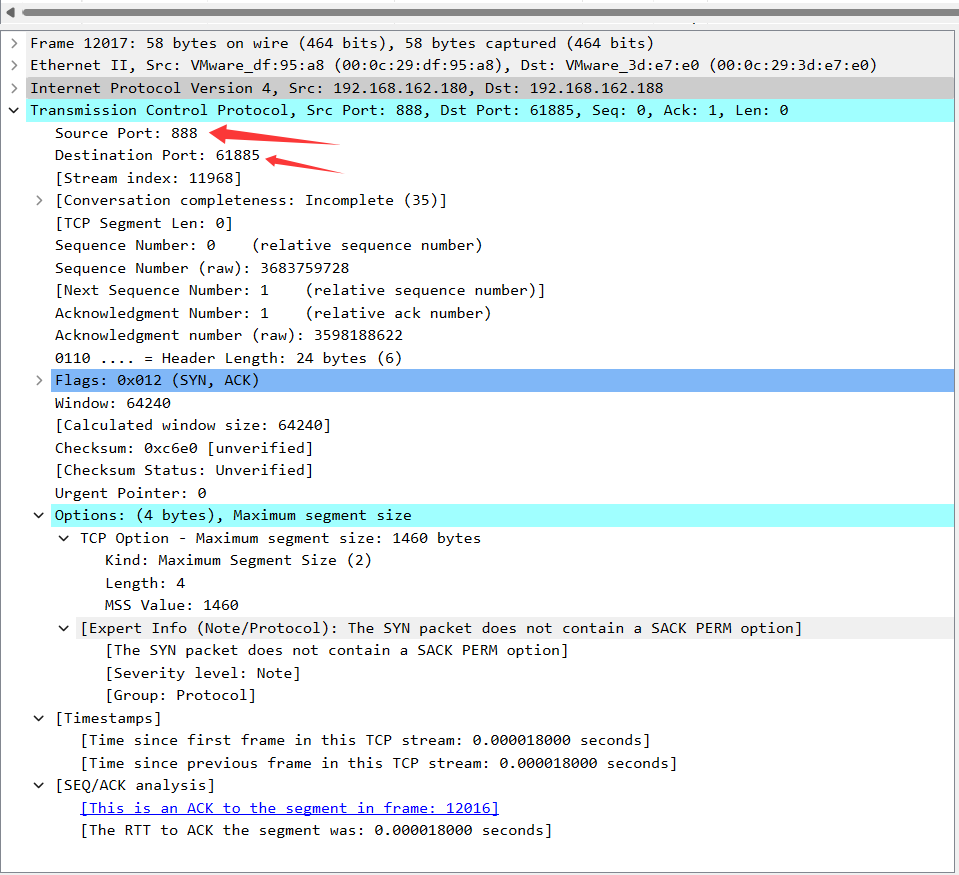 Frame 12017: 58 bytes on wire (464 bits), 58 bytes captured (464 bits)
Ethernet II, Src: VMware_df:95:a8 (00:0c:29:df:95:a8), Dst: VMware_3d:e7:e0 (00:0c:29:3d:e7:e0)
Internet Protocol Version 4, Src: 192.168.162.180, Dst: 192.168.162.188
Transmission Control Protocol, Src Port: 888, Dst Port: 61885, Seq: 0, Ack: 1, Len: 0
Source Port: 888
Destination Port: 61885
[Stream index: 11968]
[Conversation completeness: Incomplete (35)]
[TCP Segment Len: 0]
Sequence Number: 0    (relative sequence number)
Sequence Number (raw): 3683759728
[Next Sequence Number: 1    (relative sequence number)]
Acknowledgment Number: 1    (relative ack number)
Acknowledgment number (raw): 3598188622
0110 .... = Header Length: 24 bytes (6)
Flags: 0x012 (SYN, ACK)
Window: 64240
[Calculated window size: 64240]
Checksum: 0xc6e0 [unverified]
[Checksum Status: Unverified]
Urgent Pointer: 0
Options: (4 bytes), Maximum segment size
TCP Option - Maximum segment size: 1460 bytes
Kind: Maximum Segment Size (2)
Length: 4
MSS Value: 1460
[Expert Info (Note/Protocol): The SYN packet does not contain a SACK PERM option]
[The SYN packet does not contain a SACK PERM option]
[Severity level: Note]
[Group: Protocol]
[Timestamps]
[Time since first frame in this TCP stream: 0.000018000 seconds]
[Time since previous frame in this TCP stream: 0.000018000 seconds]
[SEQ/ACK analysis]
[This is an ACK to the segment in frame: 12016]
[The RTT to ACK the segment was: 0.000018000 seconds]